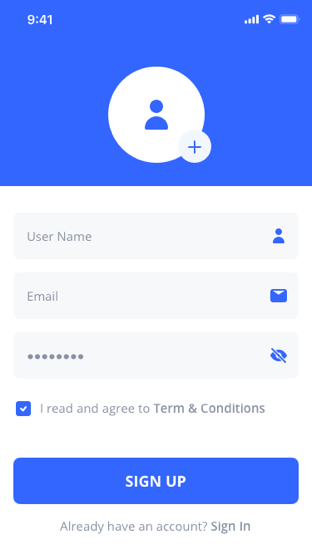 9:41
User Name
Email
I read and agree to Term & Conditions
SIGN UP
Already have an account? Sign In